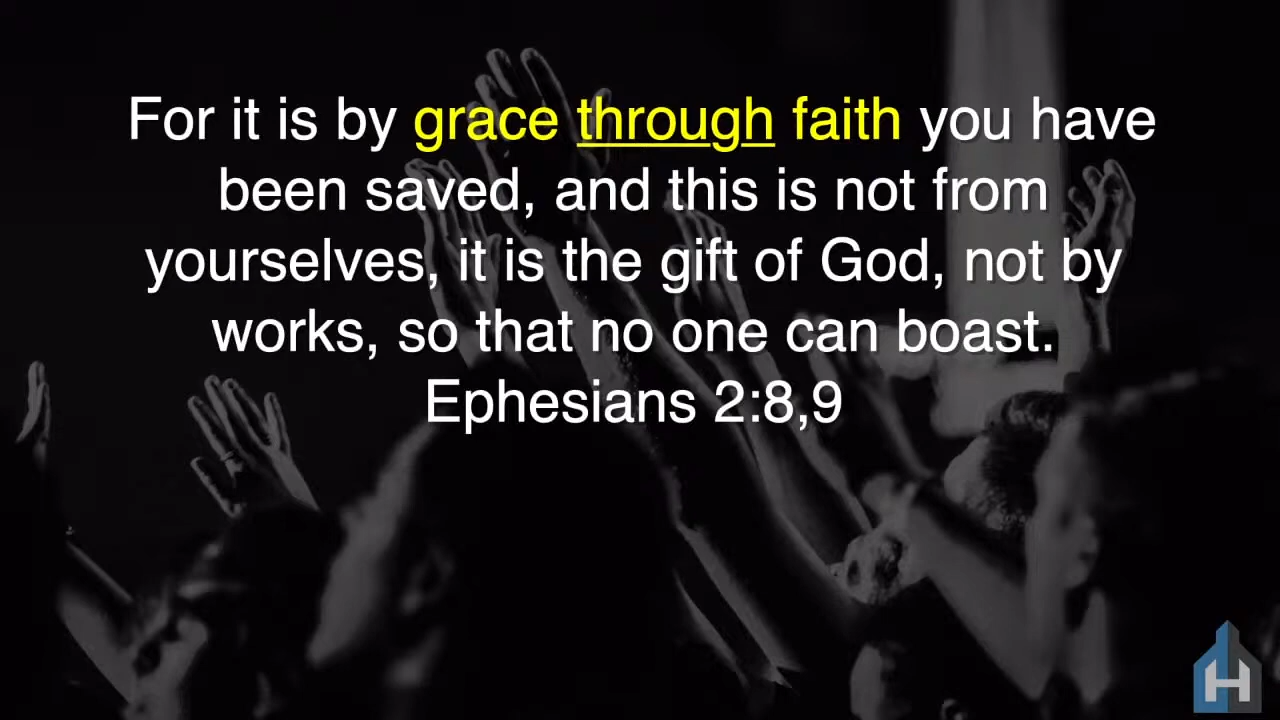 For it is by grace through faith you have
been saved, and this is not from
yourselves, it is the gift of God, not by
works, so that no one can boast.
Ephesians 2:8,9
H